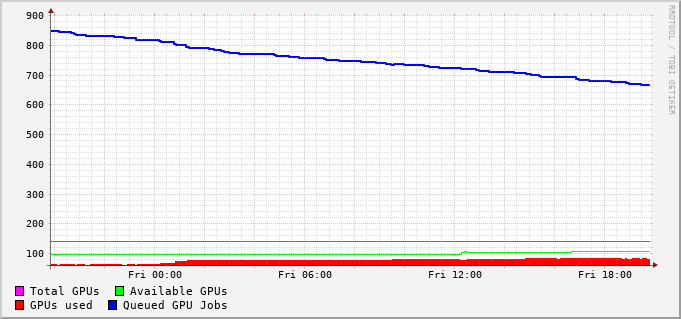 900
800
700
600
500
400
300
200
100
Fri 00:00 Fri 06:00 Fri 12:00 Fri 18:00
Total GPUs Available GPUs
GPUs used Queued GPU Jobs
RRDTOOL / TOBI OETIKER